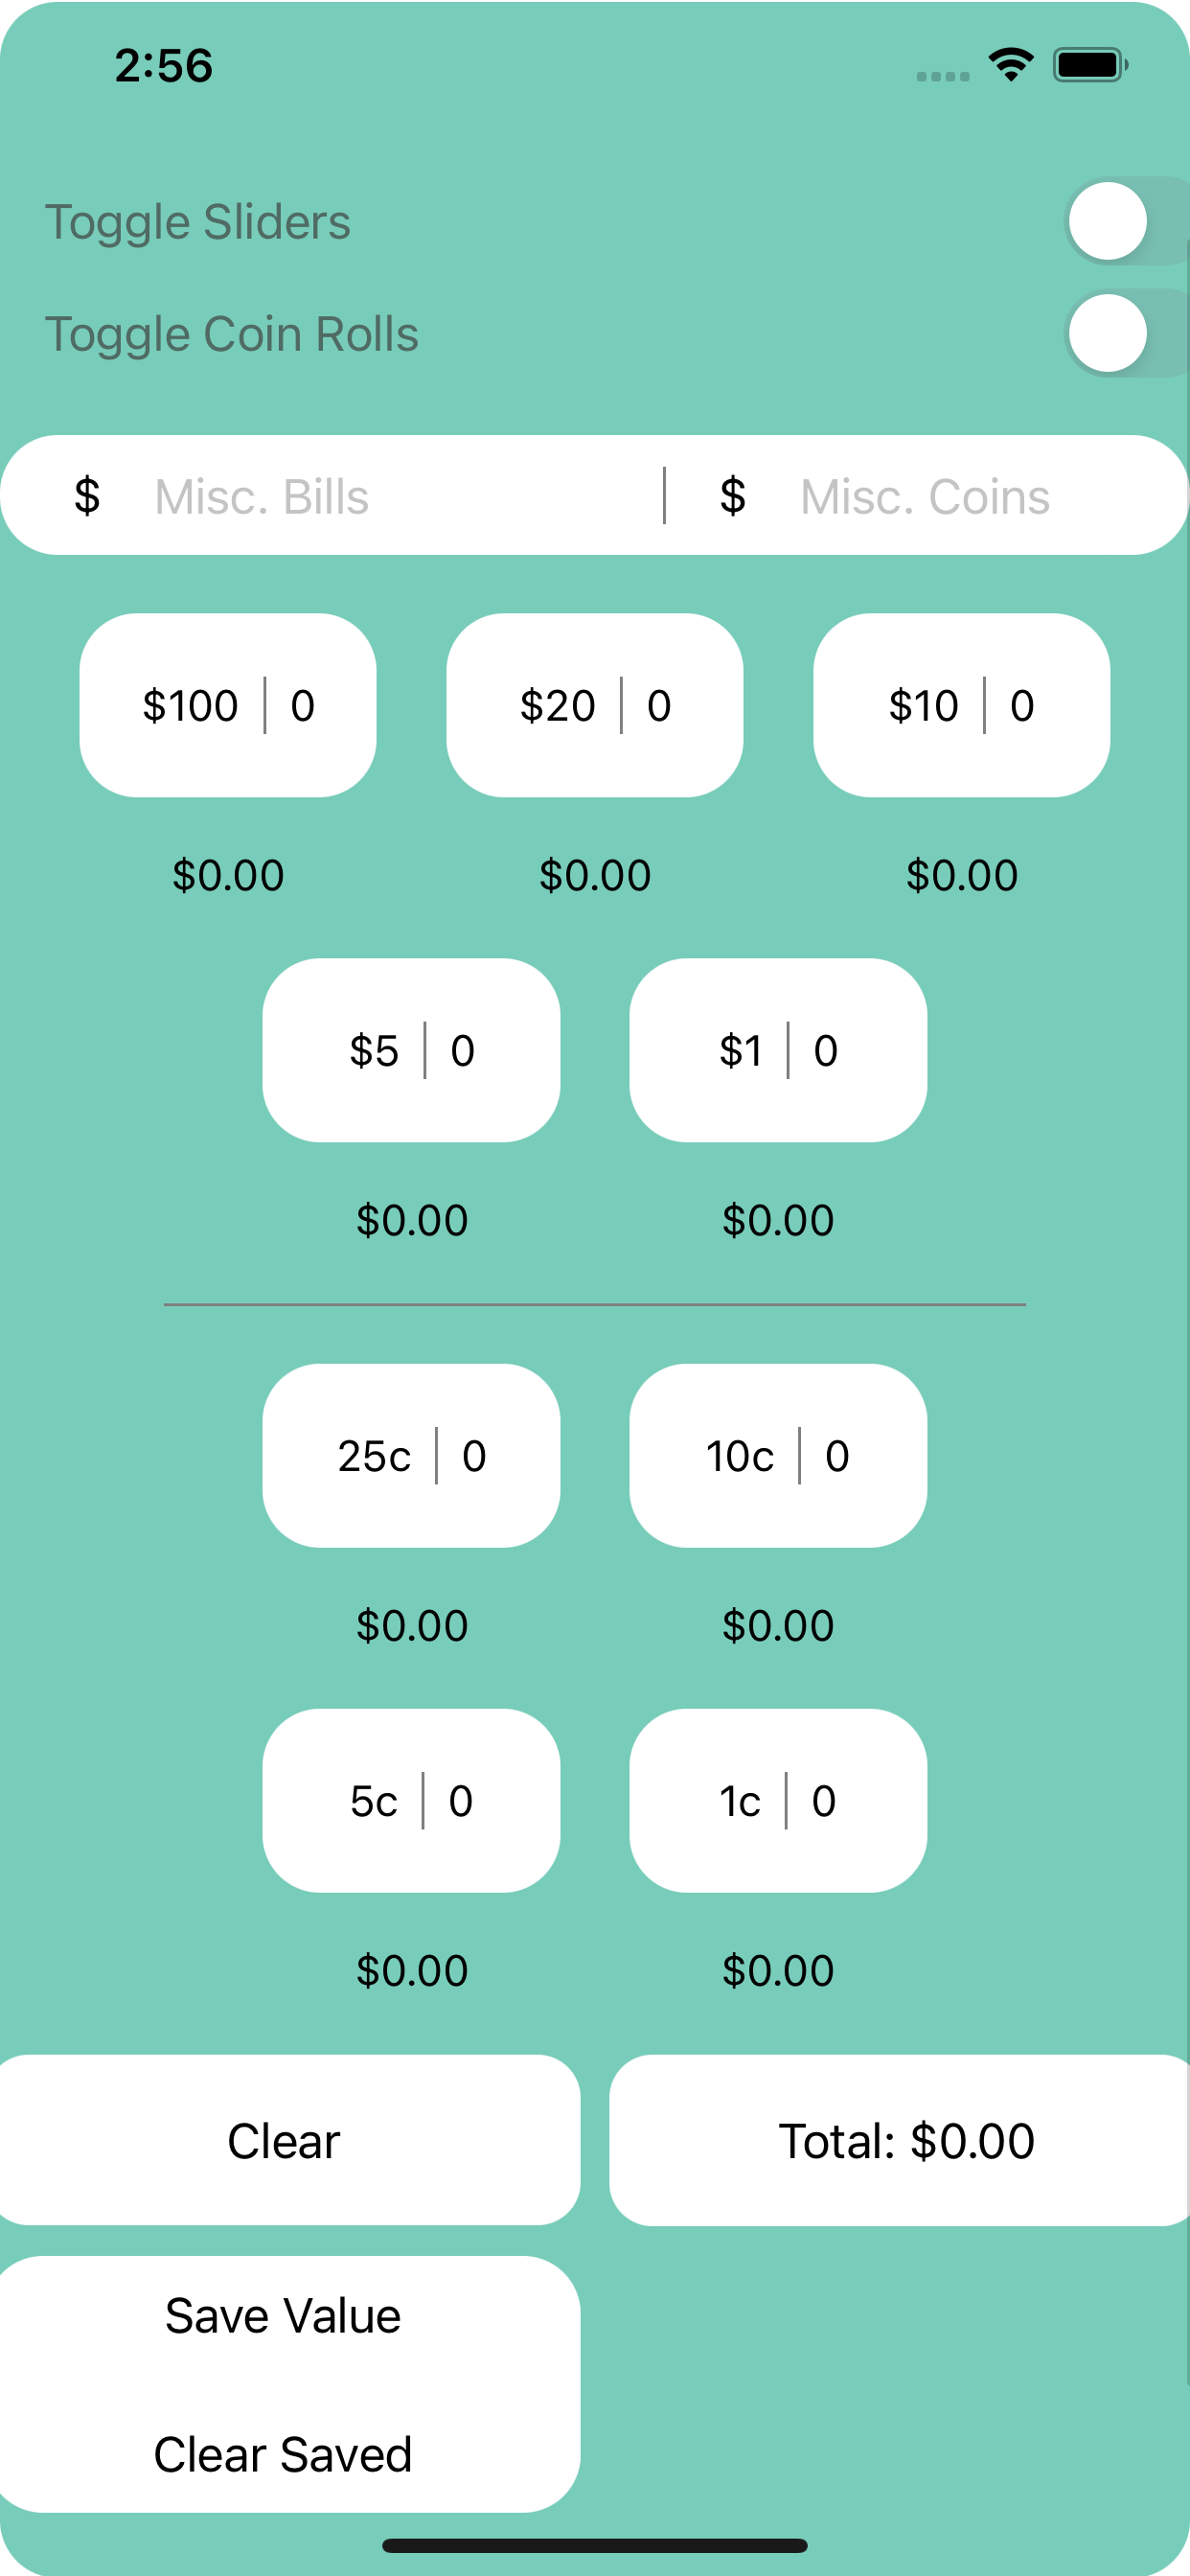 2:56
Toggle Sliders
Toggle Coin Rolls
$ Misc. Bills | $ Misc. Coins
$100 | 0 $20 | 0 $10 | 0
$0.00 $0.00 $0.00
$5 | 0 $1 | 0
$0.00 $0.00
25c | 0 10c | 0
$0.00 $0.00
5c | 0 1c | 0
$0.00 $0.00
Clear Total: $0.00
Save Value
Clear Saved